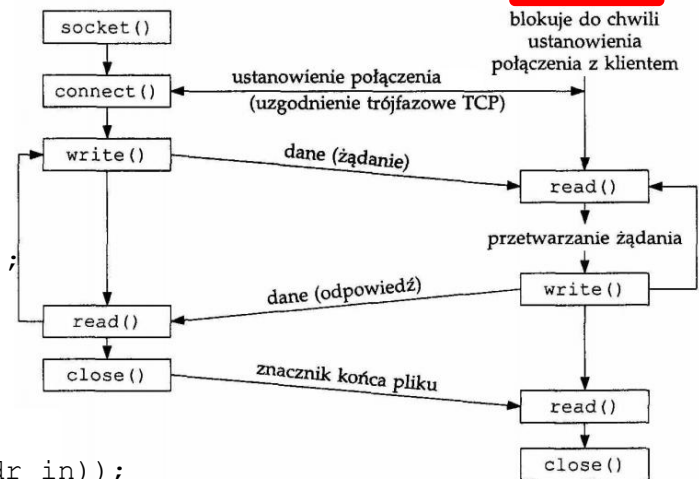 blokuje do chwili
ustanowienia
połączenia z klientem
socket()
connect()
ustanowienie połączenia
(uzgodnienie trójfazowe TCP)
write()
dane (żądanie)
read()
przetwarzanie żądania
;
write()
dane (odpowiedź)
read()
close()
znacznik końca pliku
read()
close()
dr_in));